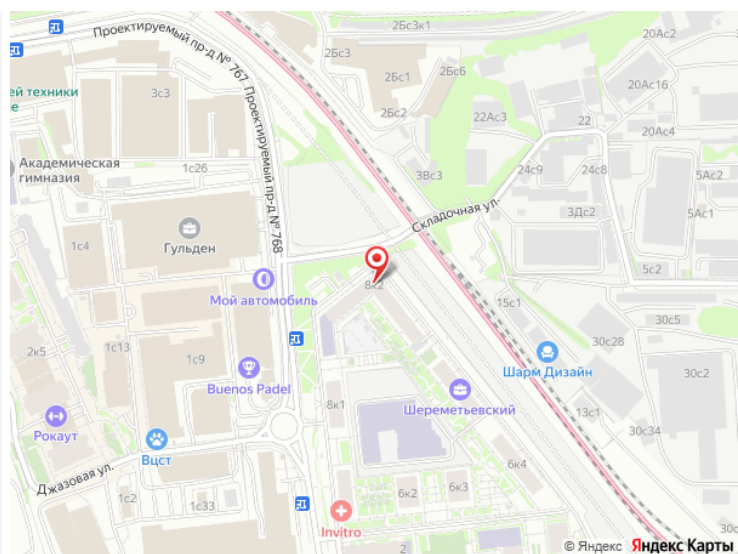 20Ас2
2Бс3к1
Проектируемый пр-д № 767
2Бс3
2Бс6
2Бс1
20Ас16
ей техники
е
3с3
2Бс2
22Ас3
22
20Ас4
Академическая
гимназия
1с26
Проектируемый пр-д № 768
3Вс3
24с9
24с8
5Ас2
Складочная ул.
3Дс2
5Ас1
1с4
Гульден
5с2
Мой автомобиль
8к2
15с1
30с5
2к5
1с13
1с9
30с28
Шарм Дизайн
30с2
Buenos Padel
Шереметьевский
8к1
13с1
Рокаут
30с34
Вцст
Джазовая ул.
6к4
1с2
1с33
6к2
6к3
Invitro
30с
© Яндекс Яндекс Карты